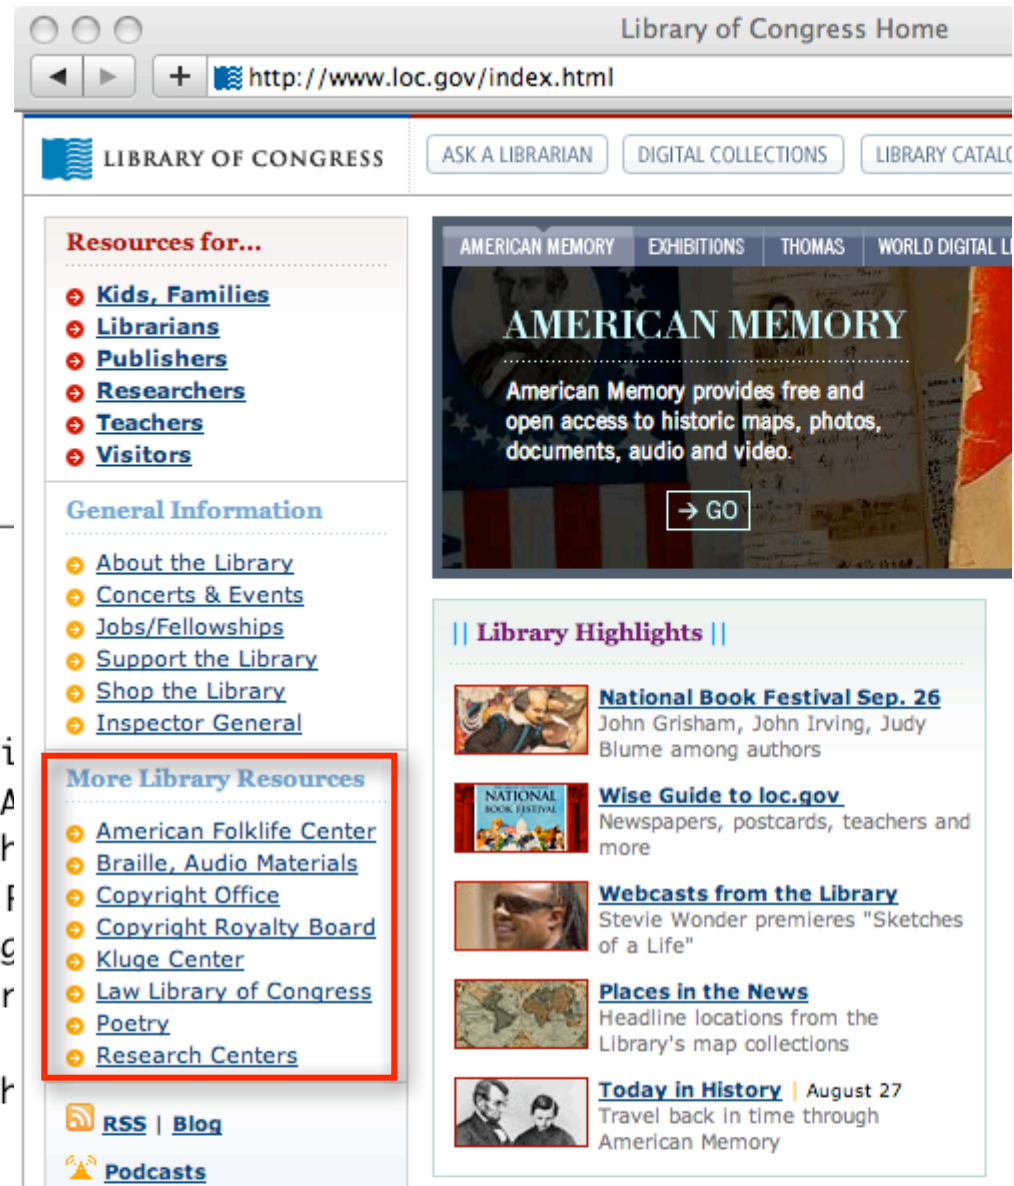 Library of Congress Home
http://www.loc.gov/index.html
LIBRARY OF CONGRESS
ASK A LIBRARIAN
DIGITAL COLLECTIONS
LIBRARY
Resources for...
Kids, Families
Librarians
Publishers
Researchers
Teachers
Visitors
General Information
About the Library
Concerts & Events
Jobs/Fellowships
Support the Library
Shop the Library
Inspector General
More Library Resources
American Folklife Center
Braille, Audio Materials
Copyright Office
Copyright Royalty Board
Kluge Center
Law Library of Congress
Poetry
Research Centers
RSS | Blog
Podcasts
AMERICAN MEMORY
EXHIBITIONS
THOMAS
WORLD DIGITAL
AMERICAN MEMORY
American Memory provides free and
open access to historic maps, photos,
documents, audio and video.
→ GO
|| Library Highlights ||
National Book Festival Sep. 26
John Grisham, John Irving, Judy
Blume among authors
NATIONAL
BOOK FESTIVAL
Wise Guide to loc.gov
Newspapers, postcards, teachers and
more
Webcasts from the Library
Stevie Wonder premieres "Sketches
of a Life"
Places in the News
Headline locations from the
Library's map collections
Today in History | August 27
Travel back in time through
American Memory